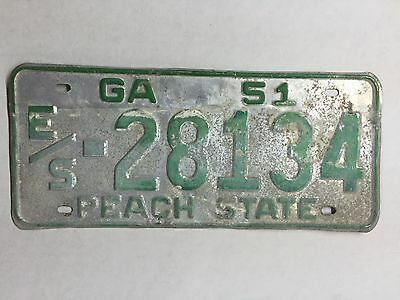 GA 51
E/S-28134
PEACH STATE